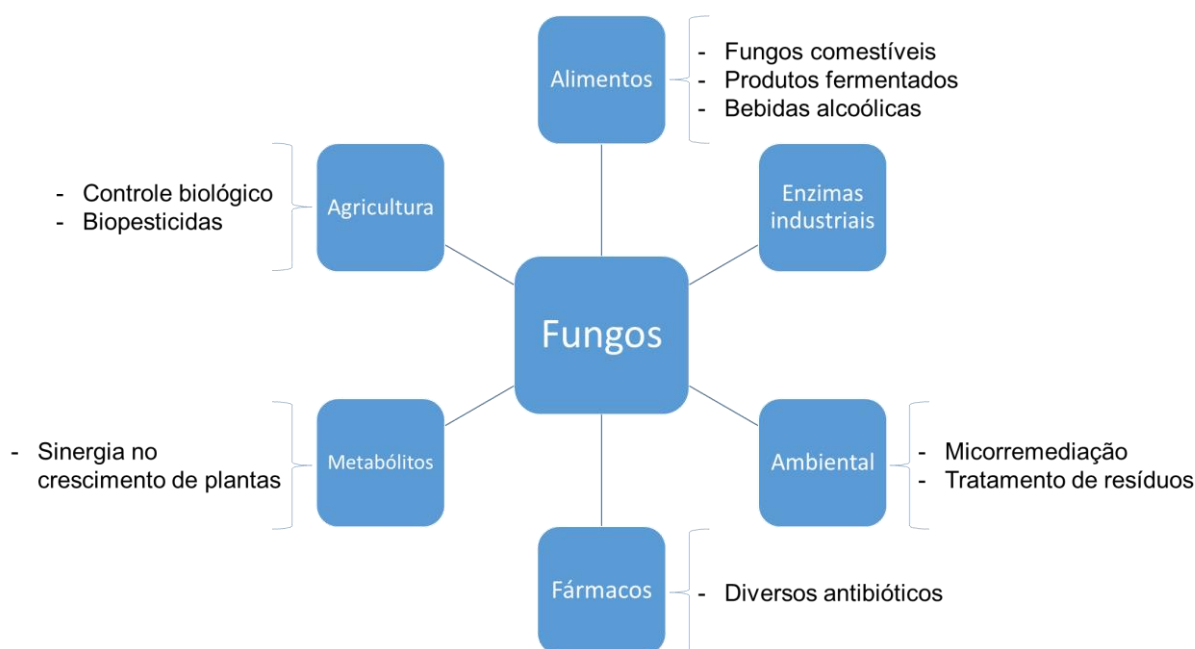 Alimentos
- Fungos comestíveis
- Produtos fermentados
- Bebidas alcoólicas
- Controle biológico
- Biopesticidas
Agricultura
Enzimas
industriais
Fungos
- Sinergia no
crescimento de plantas
Metabólitos
Ambiental
- Micorremediação
- Tratamento de resíduos
Fármacos
- Diversos antibióticos